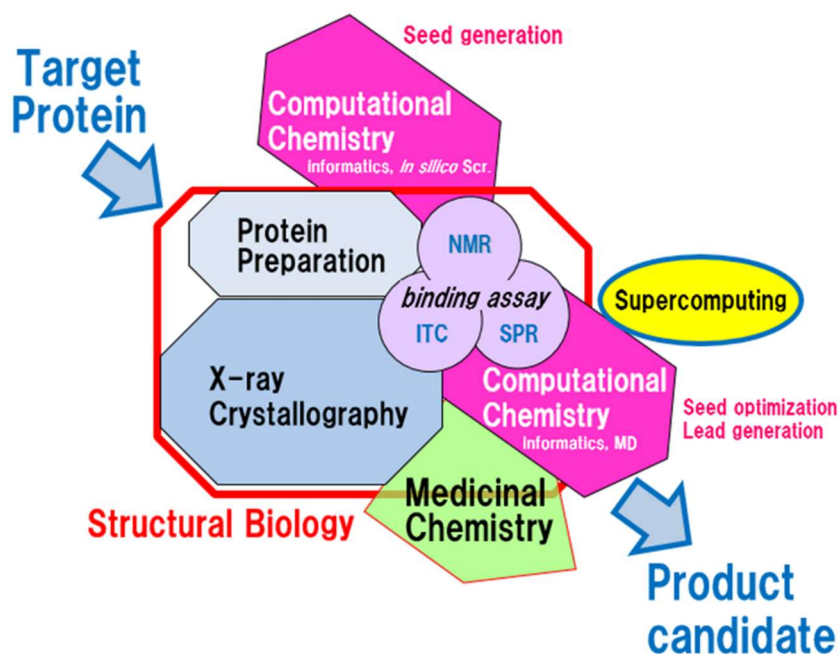 Seed generation
Target
Protein
Computational
Chemistry
Informatics, in silico Scr.
Protein
Preparation
NMR
binding assay
ITC
SPR
Supercomputing
X-ray
Crystallography
Computational
Chemistry
Informatics, MD
Seed optimization
Lead generation
Medicinal
Chemistry
Structural Biology
Product
candidate